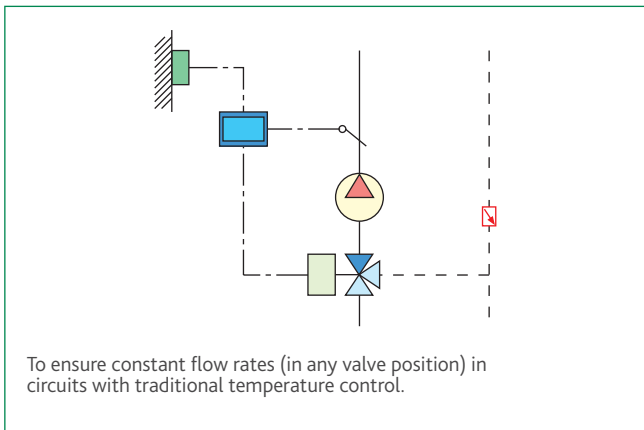 To ensure constant flow rates (in any valve position) in
circuits with traditional temperature control.